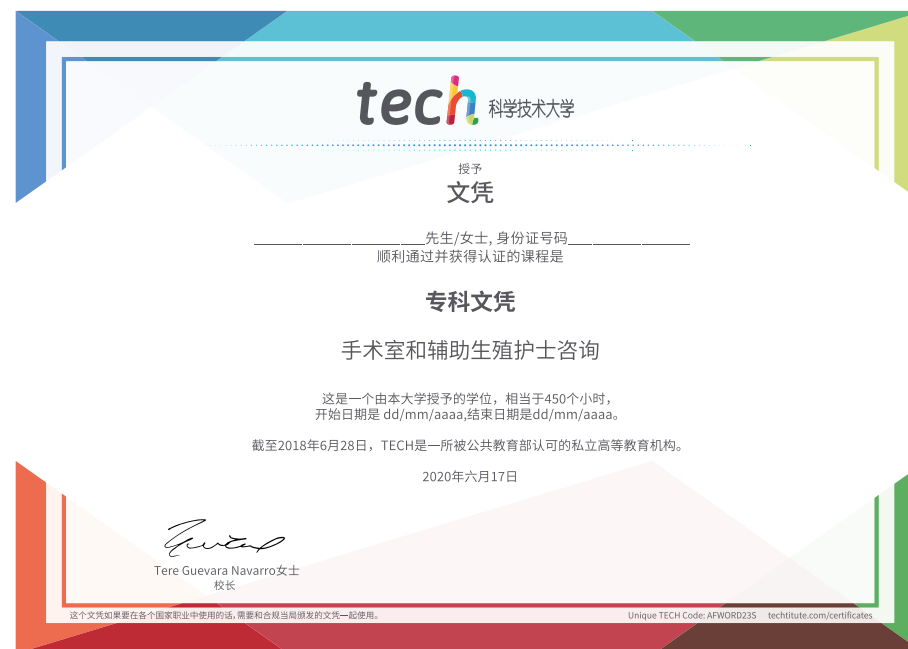 tech 科学技术大学
授予
文凭
_____________________先生/女士, 身份证号码_______________
顺利通过并获得认证的课程是
专科文凭
手术室和辅助生殖护士咨询
这是一个由本大学授予的学位，相当于450个小时，
开始日期是 dd/mm/aaaa,结束日期是dd/mm/aaaa。
截至2018年6月28日，TECH是一所被公共教育部认可的私立高等教育机构。
2020年六月17日
Tere Guevara Navarro女士
校长
这个文凭如果要在各个国家职业中使用的话,需要和合规当局颁发的文凭一起使用。
Unique TECH Code: AFWORD23S techtitute.com/certificates